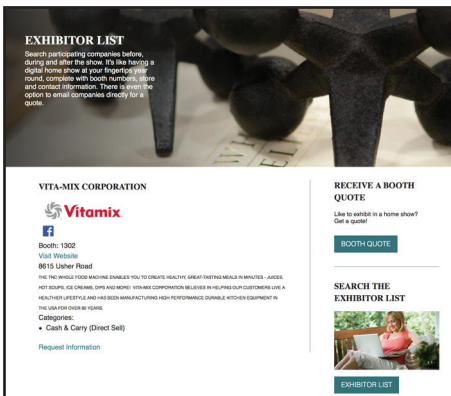 EXHIBITOR LIST
Search participating companies before,
during and after the show. It's like having a
digital home show at your fingertips year
round, complete with booth numbers, store
and contact information. There is even the
option to email companies directly for a
quote.
VITA-MIX CORPORATION
Vitamix
Booth: 1302
Visit Website
8615 Usher Road
THE TNC WHOLE FOOD MACHINE ENABLES YOU TO CREATE HEALTHY, GREAT-TASTING MEALS IN MINUTES - JUICES,
HOT SOUPS, ICE CREAMS, DIPS AND MORE! VITA-MIX CORPORATION BELIEVES IN HELPING OUR CUSTOMERS LIVE A
HEALTHIER LIFESTYLE AND HAS BEEN MANUFACTURING HIGH PERFORMANCE DURABLE KITCHEN EQUIPMENT IN
THE USA FOR OVER 80 YEARS.
Categories:
• Cash & Carry (Direct Sell)
Request Information
RECEIVE A BOOTH
QUOTE
Like to exhibit in a home show?
Get a quote!
BOOTH QUOTE
SEARCH THE
EXHIBITOR LIST
EXHIBITOR LIST